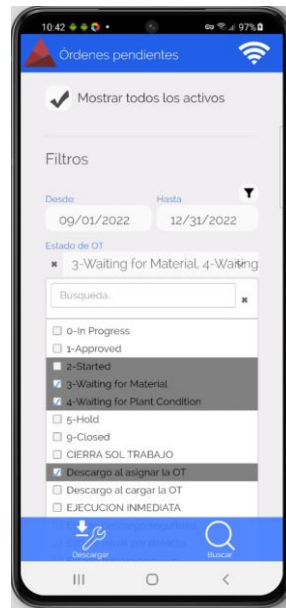 10:42 97%
Órdenes pendientes
Mostrar todos los activos
Filtros
Desde Hasta
09/01/2022 12/31/2022
Estado de OT
× 3-Waiting for Material, 4-Waiting
Búsqueda... ×
0-In Progress
1-Approved
2-Started
3-Waiting for Material
4-Waiting for Plant Condition
5-Hold
9-Closed
CIERRA SOL TRABAJO
Descargo al asignar la OT
Descargo al cargar la OT
EJECUCION INMEDIATA
Descargar Buscar